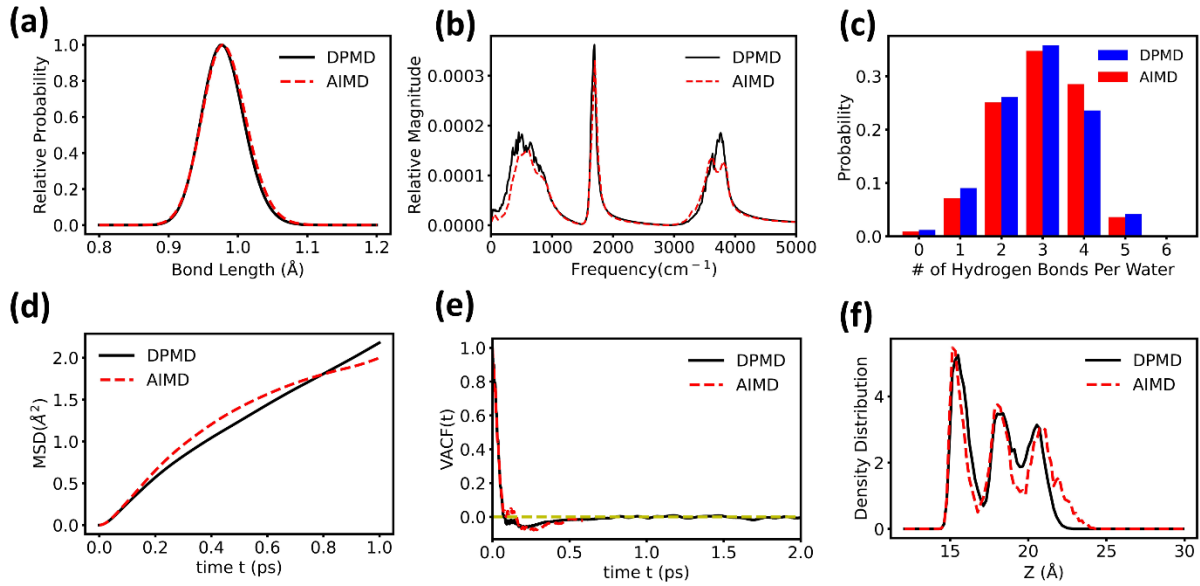 (a)
Relative Probability
1.0
0.8
0.6
0.4
0.2
0.0
DPMD
AIMD
0.8 0.9 1.0 1.1 1.2
Bond Length (Å)
(b)
Relative Magnitude
0.0003
0.0002
0.0001
0.0000
DPMD
AIMD
0 1000 2000 3000 4000 5000
Frequency(cm⁻¹)
(c)
Probability
0.3
0.2
0.1
0.0
DPMD
AIMD
0 1 2 3 4 5 6
# of Hydrogen Bonds Per Water
(d)
MSD(Å²)
2.0
1.5
1.0
0.5
0.0
DPMD
AIMD
0.0 0.2 0.4 0.6 0.8 1.0
time t (ps)
(e)
VACF(t)
1.0
0.8
0.6
0.4
0.2
0.0
DPMD
AIMD
0.0 0.5 1.0 1.5 2.0
time t (ps)
(f)
Density Distribution
4
2
0
DPMD
AIMD
15 20 25 30
Z (Å)